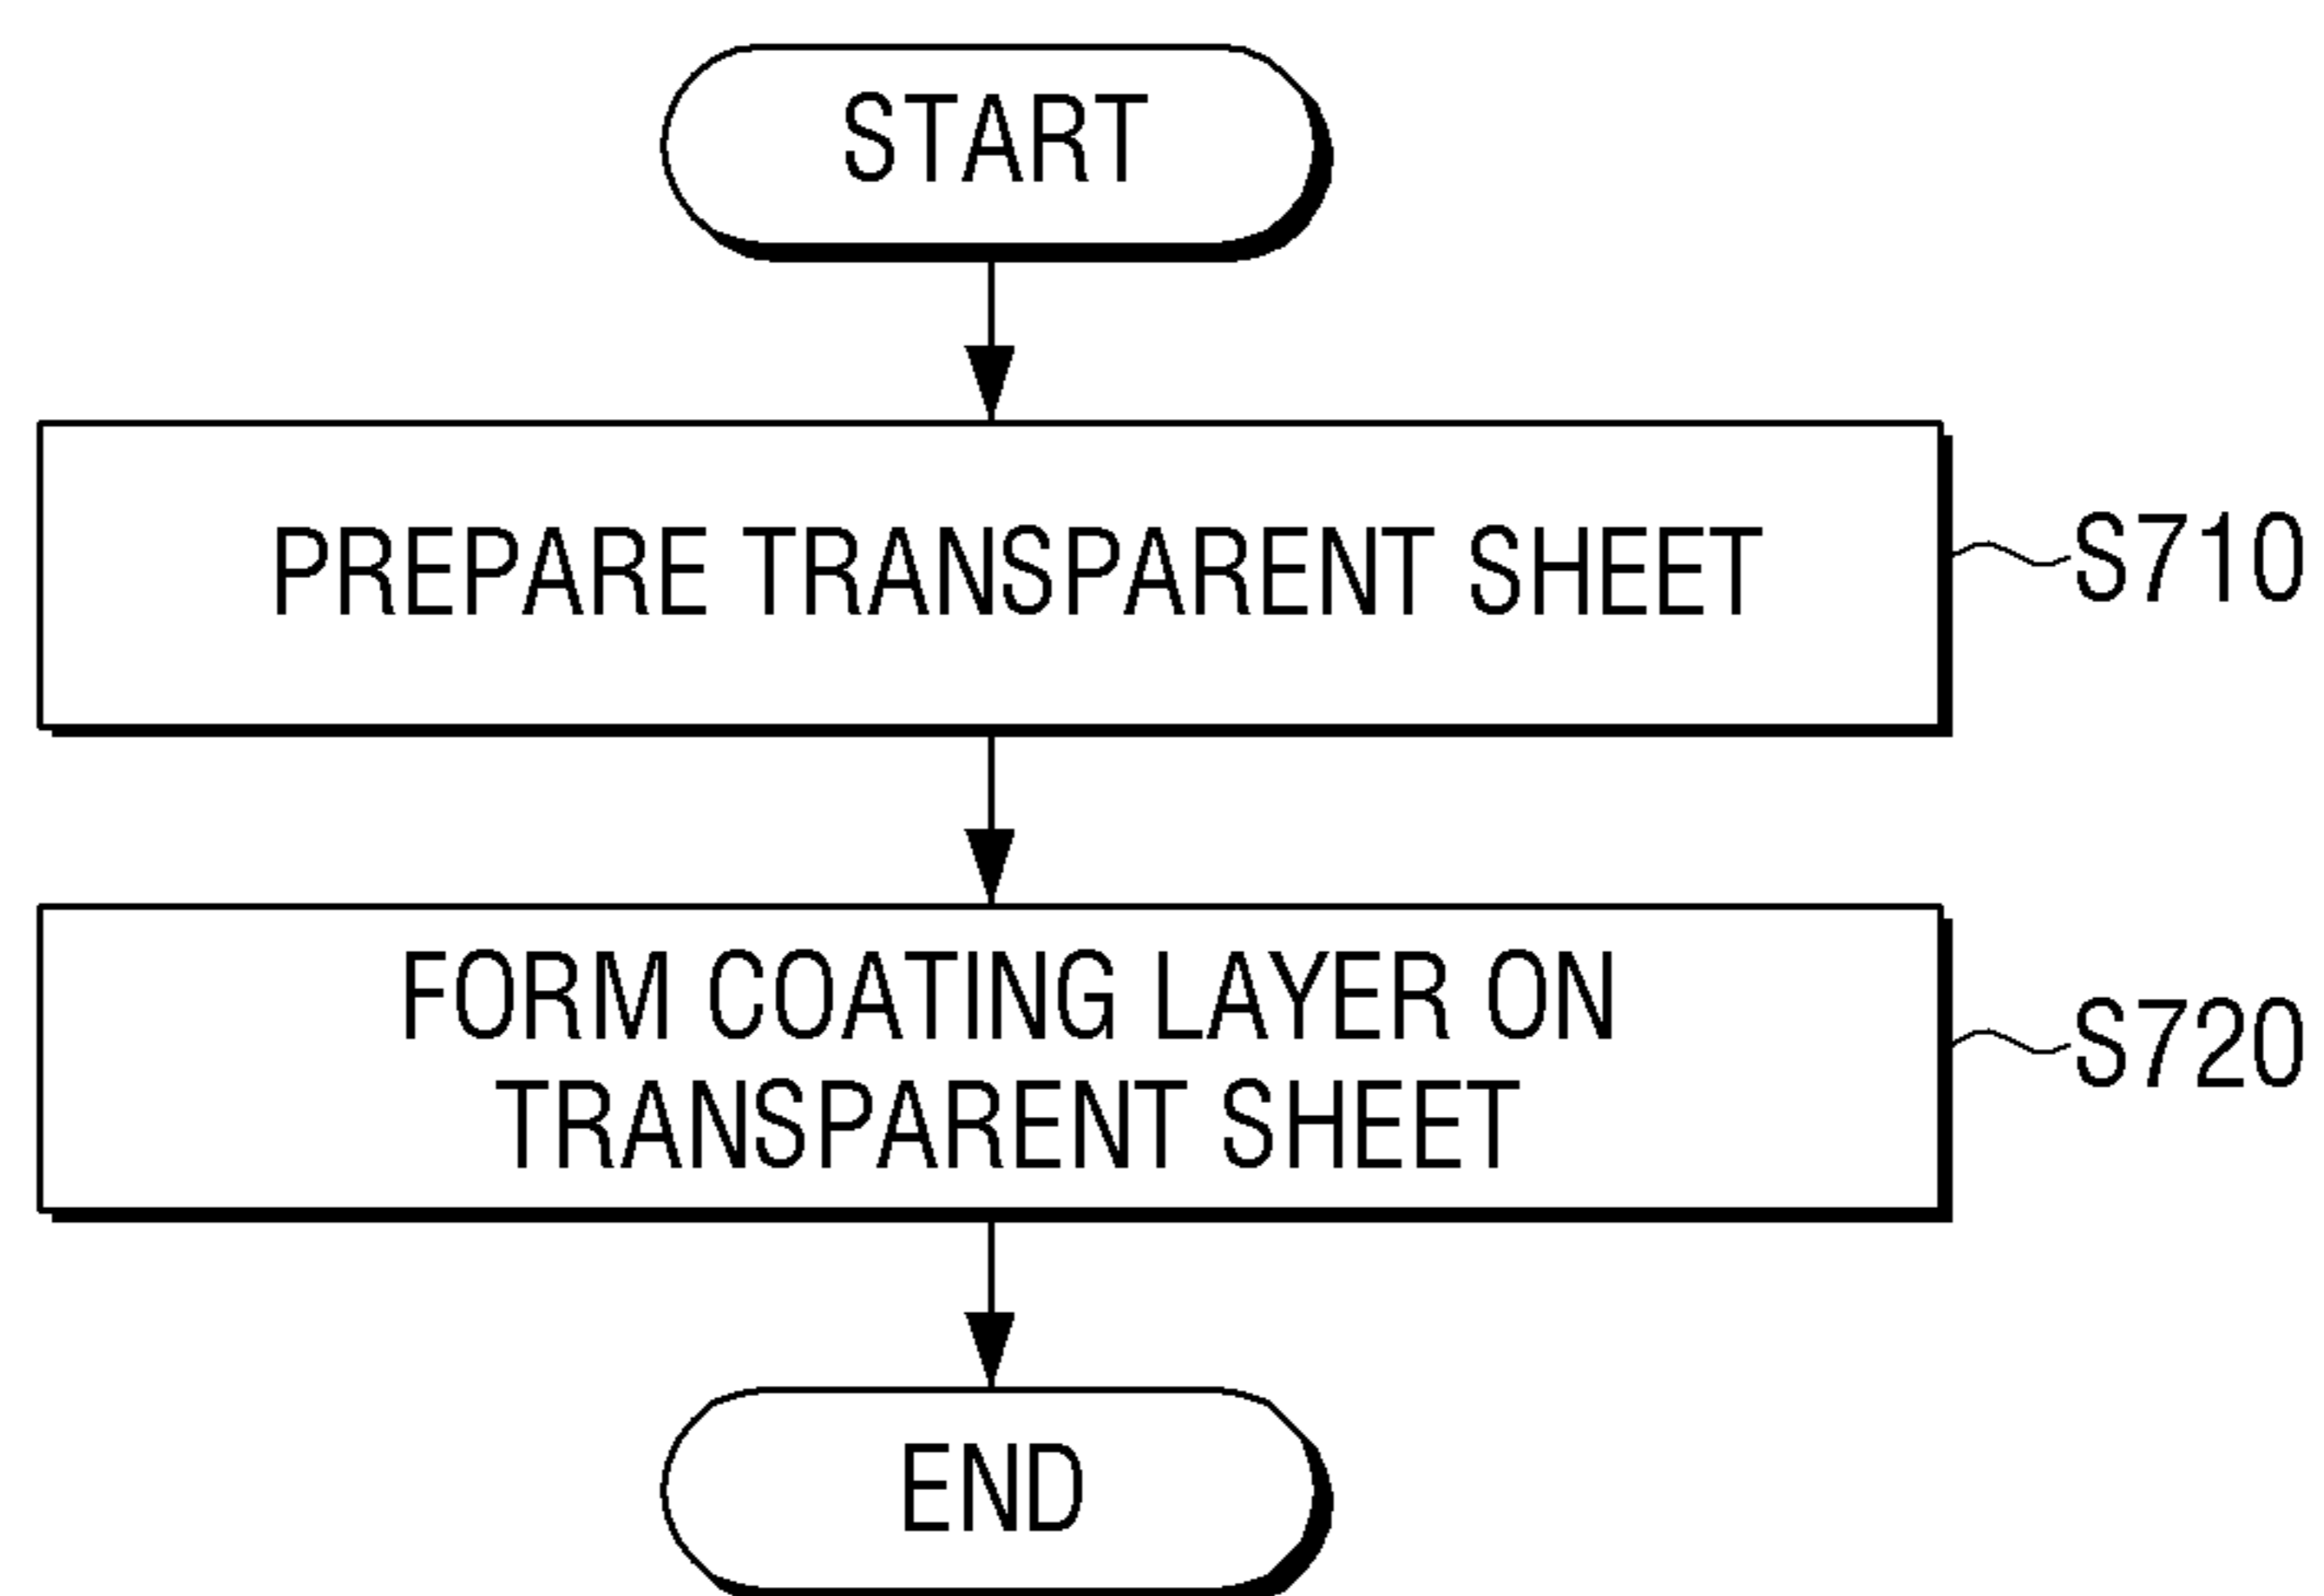 START
PREPARE TRANSPARENT SHEET
S710
FORM COATING LAYER ON
TRANSPARENT SHEET
S720
END